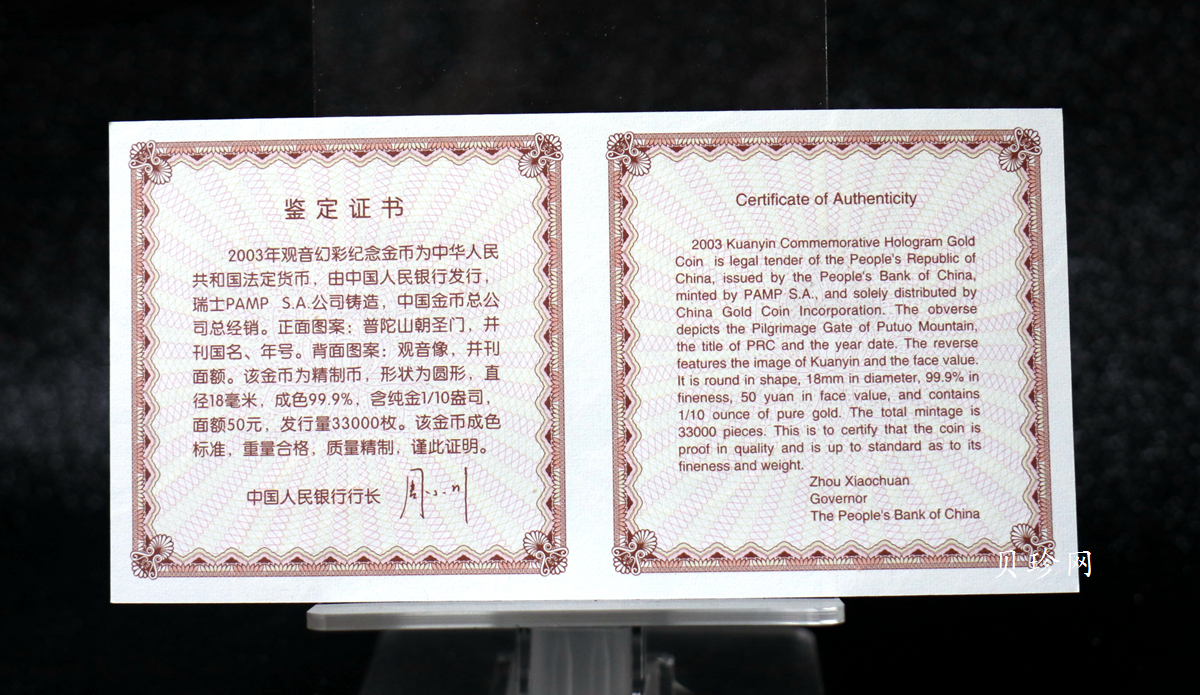 鉴定证书
2003年观音幻彩纪念金币为中华人民
共和国法定货币，由中国人民银行发行，
瑞士PAMP S.A.公司铸造，中国金币总公
司总经销。正面图案：普陀山朝圣门，并
刊国名、年号。背面图案：观音像，并刊
面额。该金币为精制币，形状为圆形，直
径18毫米，成色99.9%，含纯金1/10盎司，
面额50元，发行量33000枚。该金币成色
标准，重量合格，质量精制，谨此证明。
中国人民银行行长 周小川
Certificate of Authenticity
2003 Kuanyin Commemorative Hologram Gold
Coin is legal tender of the People's Republic of
China, issued by the People's Bank of China,
minted by PAMP S.A., and solely distributed by
China Gold Coin Incorporation. The obverse
depicts the Pilgrimage Gate of Putuo Mountain,
the title of PRC and the year date. The reverse
features the image of Kuanyin and the face value.
It is round in shape, 18mm in diameter, 99.9% in
fineness, 50 yuan in face value, and contains
1/10 ounce of pure gold. The total mintage is
33000 pieces. This is to certify that the coin is
proof in quality and is up to standard as to its
fineness and weight.
Zhou Xiaochuan
Governor
The People's Bank of China
贝珍网